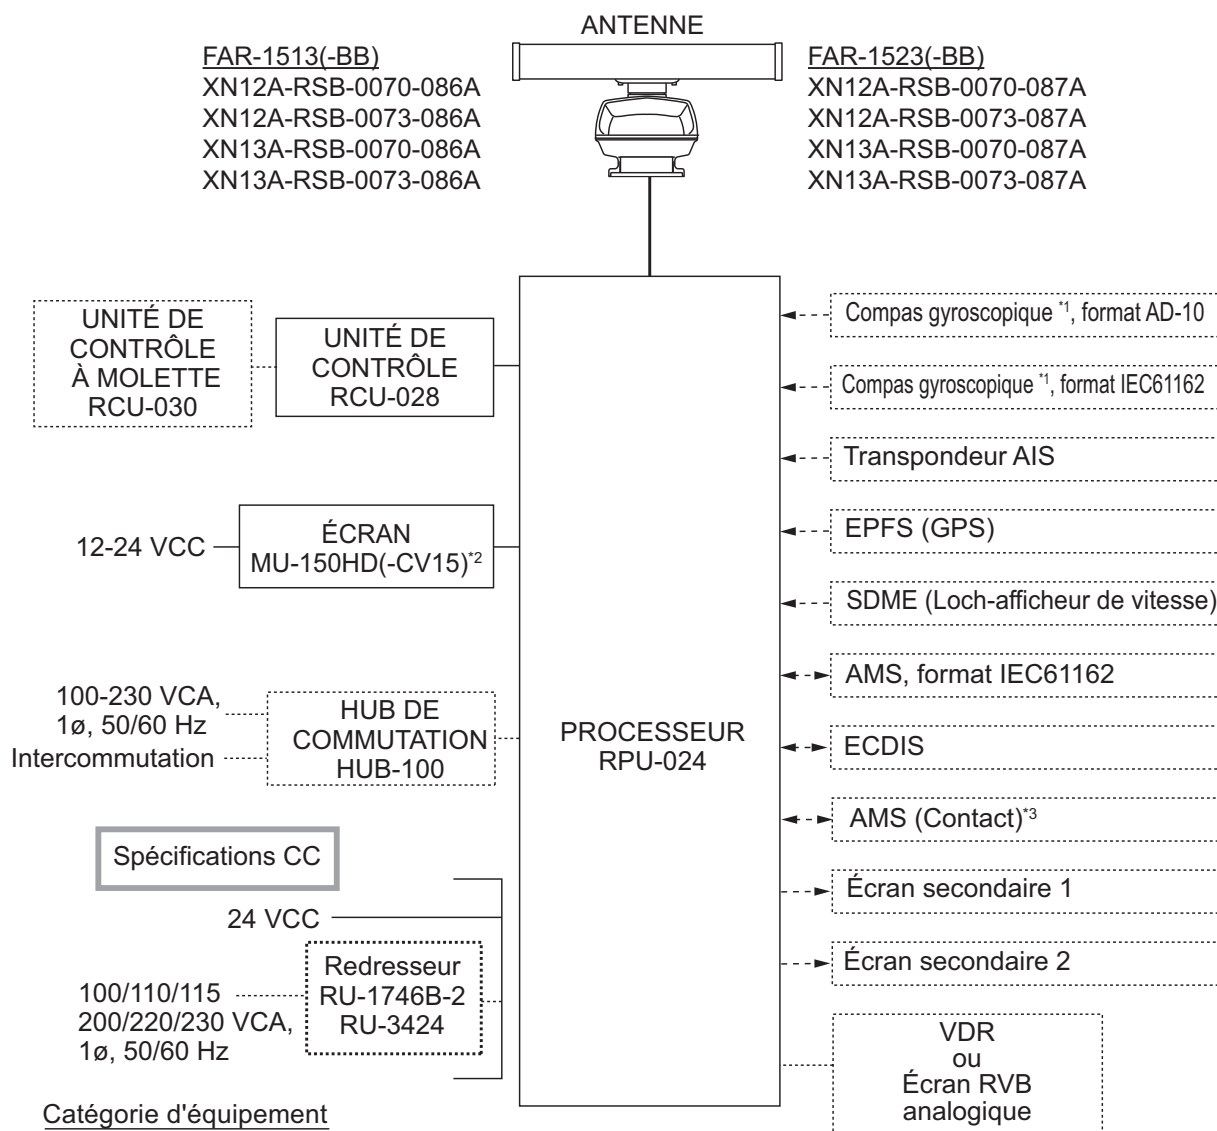 ANTENNE
FAR-1513(-BB)
XN12A-RSB-0070-086A
XN12A-RSB-0073-086A
XN13A-RSB-0070-086A
XN13A-RSB-0073-086A
FAR-1523(-BB)
XN12A-RSB-0070-087A
XN12A-RSB-0073-087A
XN13A-RSB-0070-087A
XN13A-RSB-0073-087A
UNITÉ DE
CONTRÔLE
À MOLETTE
RCU-030
UNITÉ DE
CONTRÔLE
RCU-028
12-24 VCC
ÉCRAN
MU-150HD(-CV15)*2
100-230 VCA,
1ø, 50/60 Hz
Intercommutation
HUB DE
COMMUTATION
HUB-100
PROCESSEUR
RPU-024
Spécifications CC
24 VCC
Redresseur
RU-1746B-2
RU-3424
100/110/115
200/220/230 VCA,
1ø, 50/60 Hz
Catégorie d'équipement
Compas gyroscopique *1, format AD-10
Compas gyroscopique *1, format IEC61162
Transpondeur AIS
EPFS (GPS)
SDME (Loch-afficheur de vitesse)
AMS, format IEC61162
ECDIS
AMS (Contact)*3
Écran secondaire 1
Écran secondaire 2
VDR
ou
Écran RVB
analogique